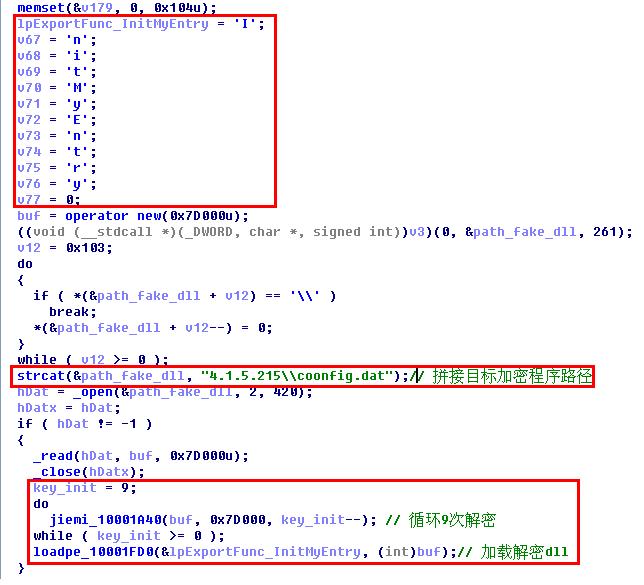 memset(&v179, 0, 0x104u);
lpExportFunc_InitMyEntry = 'I';
v67 = 'n';
v68 = 'i';
v69 = 't';
v70 = 'M';
v71 = 'y';
v72 = 'E';
v73 = 'n';
v74 = 't';
v75 = 'r';
v76 = 'y';
v77 = 0;
buf = operator new(0x7D000u);
((void (__stdcall *)(_DWORD, char *, signed int))v3)(0, &path_fake_dll, 261);
v12 = 0x103;
do
{
if ( *(&path_fake_dll + v12) == '\\' )
break;
*(&path_fake_dll + v12--) = 0;
}
while ( v12 >= 0 );
strcat(&path_fake_dll, "4.1.5.215\\coonfig.dat");// 拼接目标加密程序路径
hDat = _open(&path_fake_dll, 2, 420);
hDatx = hDat;
if ( hDat != -1 )
{
_read(hDat, buf, 0x7D000u);
_close(hDatx);
key_init = 9;
do
jiemi_10001A40(buf, 0x7D000, key_init--); // 循环9次解密
while ( key_init >= 0 );
loadpe_10001FD0(&lpExportFunc_InitMyEntry, (int)buf);// 加载解密dll
}